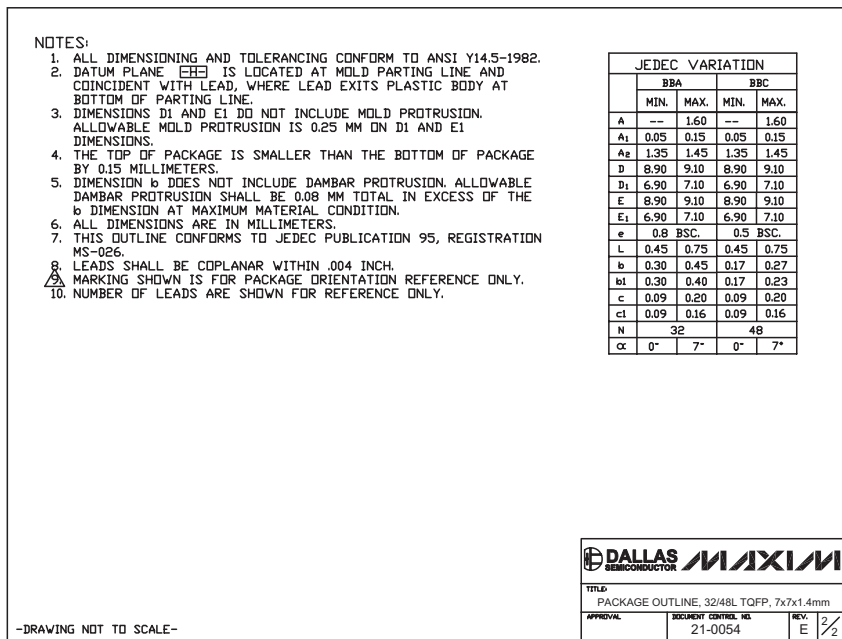 NOTES:
1. ALL DIMENSIONING AND TOLERANCING CONFORM TO ANSI Y14.5-1982.
2. DATUM PLANE -H- IS LOCATED AT MOLD PARTING LINE AND
COINCIDENT WITH LEAD, WHERE LEAD EXITS PLASTIC BODY AT
BOTTOM OF PARTING LINE.
3. DIMENSIONS D1 AND E1 DO NOT INCLUDE MOLD PROTRUSION.
ALLOWABLE MOLD PROTRUSION IS 0.25 MM ON D1 AND E1
DIMENSIONS.
4. THE TOP OF PACKAGE IS SMALLER THAN THE BOTTOM OF PACKAGE
BY 0.15 MILLIMETERS.
5. DIMENSION b DOES NOT INCLUDE DAMBAR PROTRUSION. ALLOWABLE
DAMBAR PROTRUSION SHALL BE 0.08 MM TOTAL IN EXCESS OF THE
b DIMENSION AT MAXIMUM MATERIAL CONDITION.
6. ALL DIMENSIONS ARE IN MILLIMETERS.
7. THIS OUTLINE CONFORMS TO JEDEC PUBLICATION 95, REGISTRATION
MS-026.
8. LEADS SHALL BE COPLANAR WITHIN .004 INCH.
9. MARKING SHOWN IS FOR PACKAGE ORIENTATION REFERENCE ONLY.
10. NUMBER OF LEADS ARE SHOWN FOR REFERENCE ONLY.
JEDEC VARIATION
BBA BBC
MIN. MAX. MIN. MAX.
A -- 1.60 -- 1.60
A1 0.05 0.15 0.05 0.15
A2 1.35 1.45 1.35 1.45
D 8.90 9.10 8.90 9.10
D1 6.90 7.10 6.90 7.10
E 8.90 9.10 8.90 9.10
E1 6.90 7.10 6.90 7.10
e 0.8 BSC. 0.5 BSC.
L 0.45 0.75 0.45 0.75
b 0.30 0.45 0.17 0.27
b1 0.30 0.40 0.17 0.23
c 0.09 0.20 0.09 0.20
c1 0.09 0.16 0.09 0.16
N 32 48
α 0° 7° 0° 7°
DALLAS SEMICONDUCTOR MAXIM
TITLE:
PACKAGE OUTLINE, 32/48L TQFP, 7x7x1.4mm
APPROVAL DOCUMENT CONTROL NO. REV.
21-0054 E 2/2
-DRAWING NOT TO SCALE-